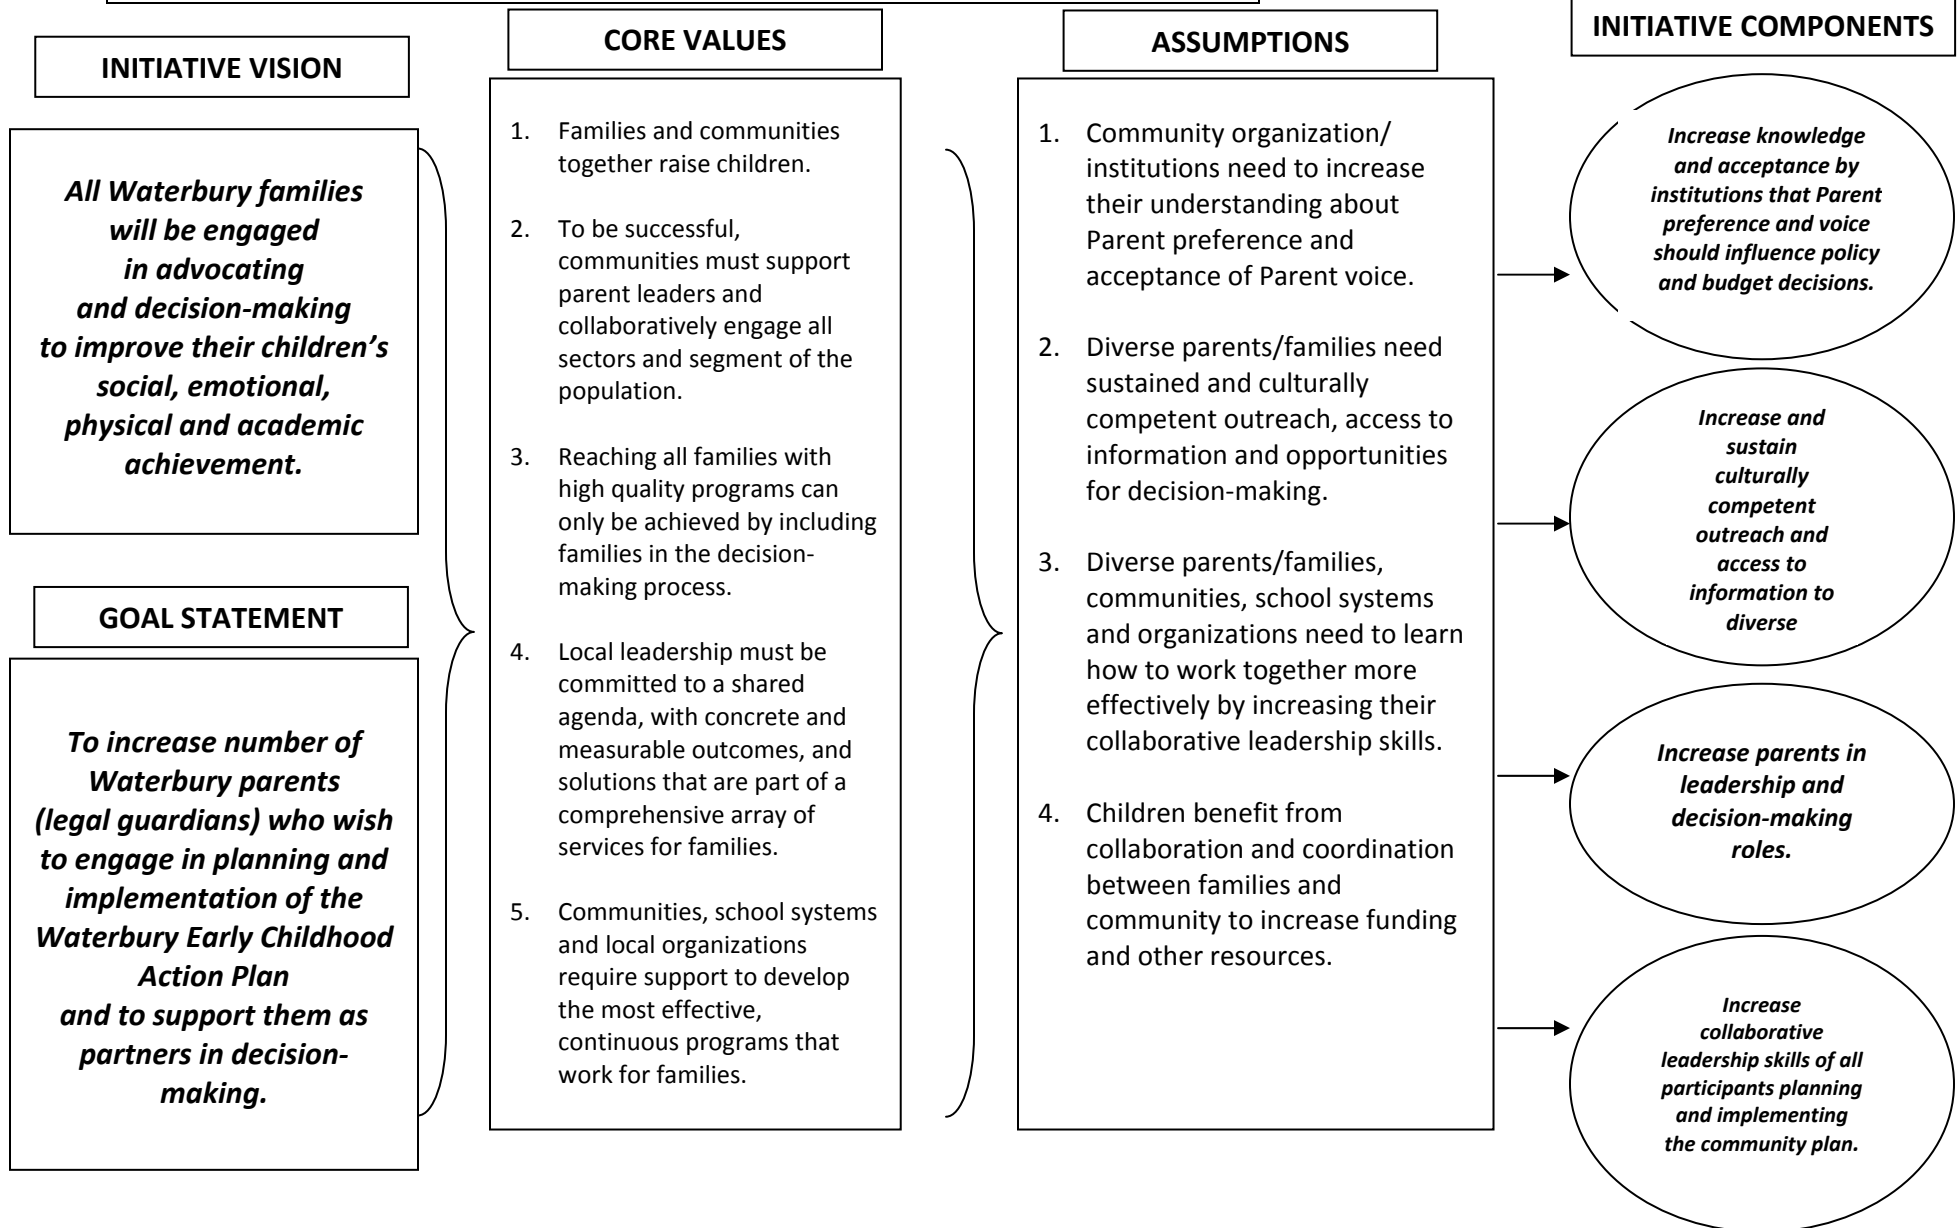 INITIATIVE VISION
All Waterbury families
will be engaged
in advocating
and decision-making
to improve their children’s
social, emotional,
physical and academic
achievement.
GOAL STATEMENT
To increase number of
Waterbury parents
(legal guardians) who wish
to engage in planning and
implementation of the
Waterbury Early Childhood
Action Plan
and to support them as
partners in decision-
making.
CORE VALUES
1. Families and communities
together raise children.
2. To be successful,
communities must support
parent leaders and
collaboratively engage all
sectors and segment of the
population.
3. Reaching all families with
high quality programs can
only be achieved by including
families in the decision-
making process.
4. Local leadership must be
committed to a shared
agenda, with concrete and
measurable outcomes, and
solutions that are part of a
comprehensive array of
services for families.
5. Communities, school systems
and local organizations
require support to develop
the most effective,
continuous programs that
work for families.
ASSUMPTIONS
1. Community organization/
institutions need to increase
their understanding about
Parent preference and
acceptance of Parent voice.
2. Diverse parents/families need
sustained and culturally
competent outreach, access to
information and opportunities
for decision-making.
3. Diverse parents/families,
communities, school systems
and organizations need to learn
how to work together more
effectively by increasing their
collaborative leadership skills.
4. Children benefit from
collaboration and coordination
between families and
community to increase funding
and other resources.
INITIATIVE COMPONENTS
Increase knowledge
and acceptance by
institutions that Parent
preference and voice
should influence policy
and budget decisions.
Increase and
sustain
culturally
competent
outreach and
access to
information to
diverse
Increase parents in
leadership and
decision-making
roles.
Increase
collaborative
leadership skills of all
participants planning
and implementing
the community plan.